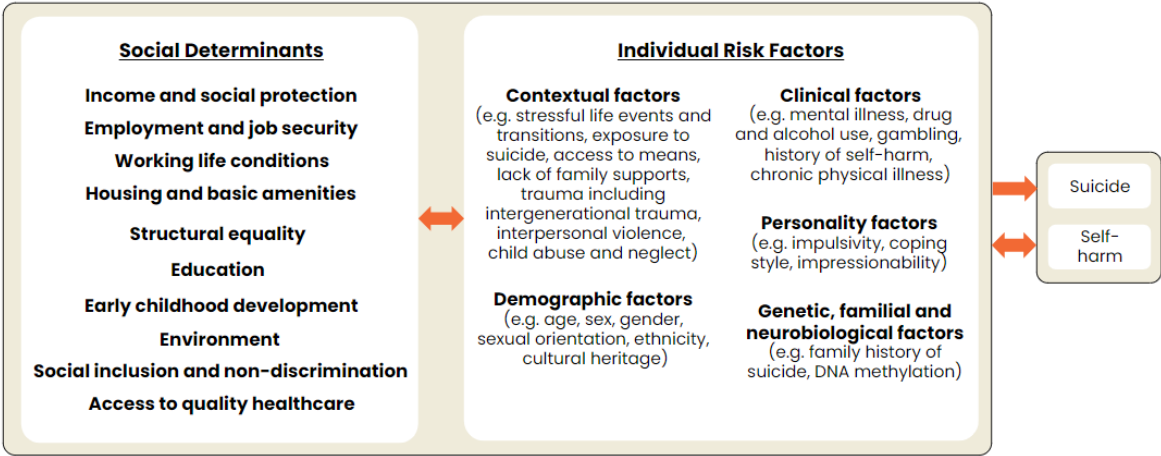 Social Determinants
Income and social protection
Employment and job security
Working life conditions
Housing and basic amenities
Structural equality
Education
Early childhood development
Environment
Social inclusion and non-discrimination
Access to quality healthcare
Individual Risk Factors
Contextual factors
(e.g. stressful life events and
transitions, exposure to
suicide, access to means,
lack of family supports,
trauma including
intergenerational trauma,
interpersonal violence,
child abuse and neglect)
Demographic factors
(e.g. age, sex, gender,
sexual orientation, ethnicity,
cultural heritage)
Clinical factors
(e.g. mental illness, drug
and alcohol use, gambling,
history of self-harm,
chronic physical illness)
Personality factors
(e.g. impulsivity, coping
style, impressionability)
Genetic, familial and
neurobiological factors
(e.g. family history of
suicide, DNA methylation)
Suicide
Self-
harm